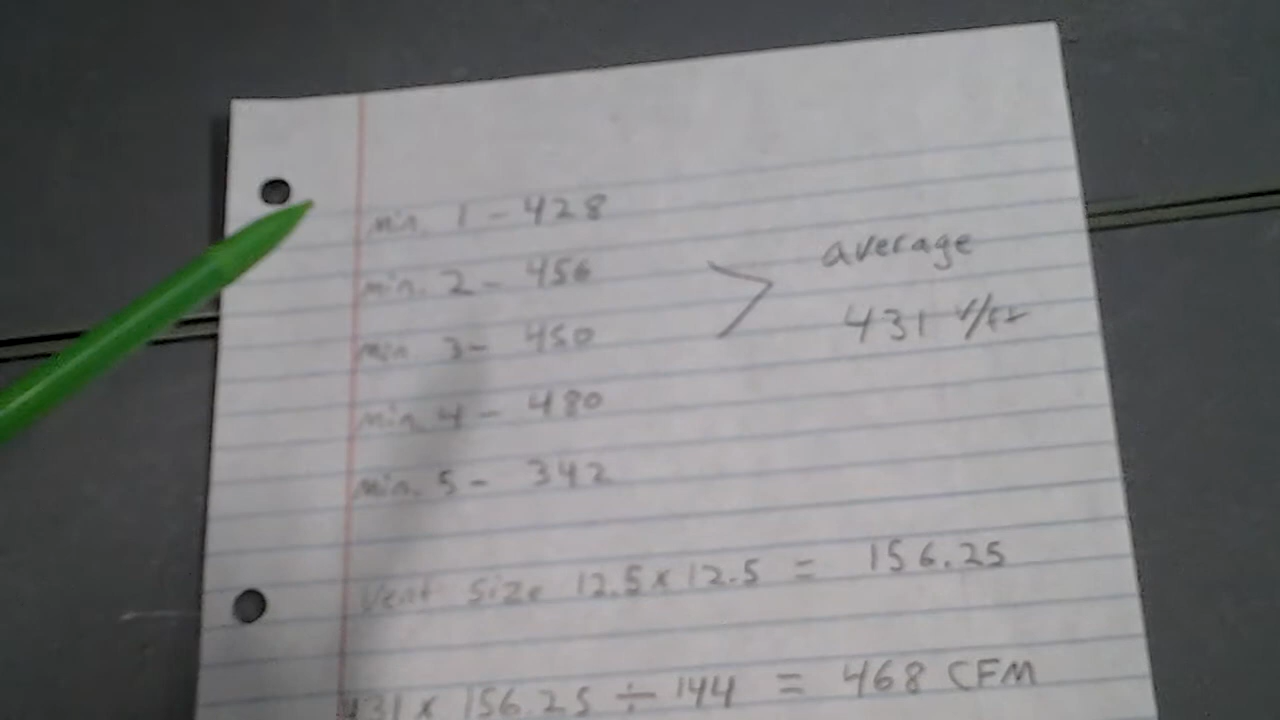 min. 1 - 428
min. 2 - 456
min. 3 - 450
min. 4 - 480
min. 5 - 342
> average
431
vent size 12.5 x 12.5 = 156.25
431 x 156.25 ÷ 144 = 468 CFM